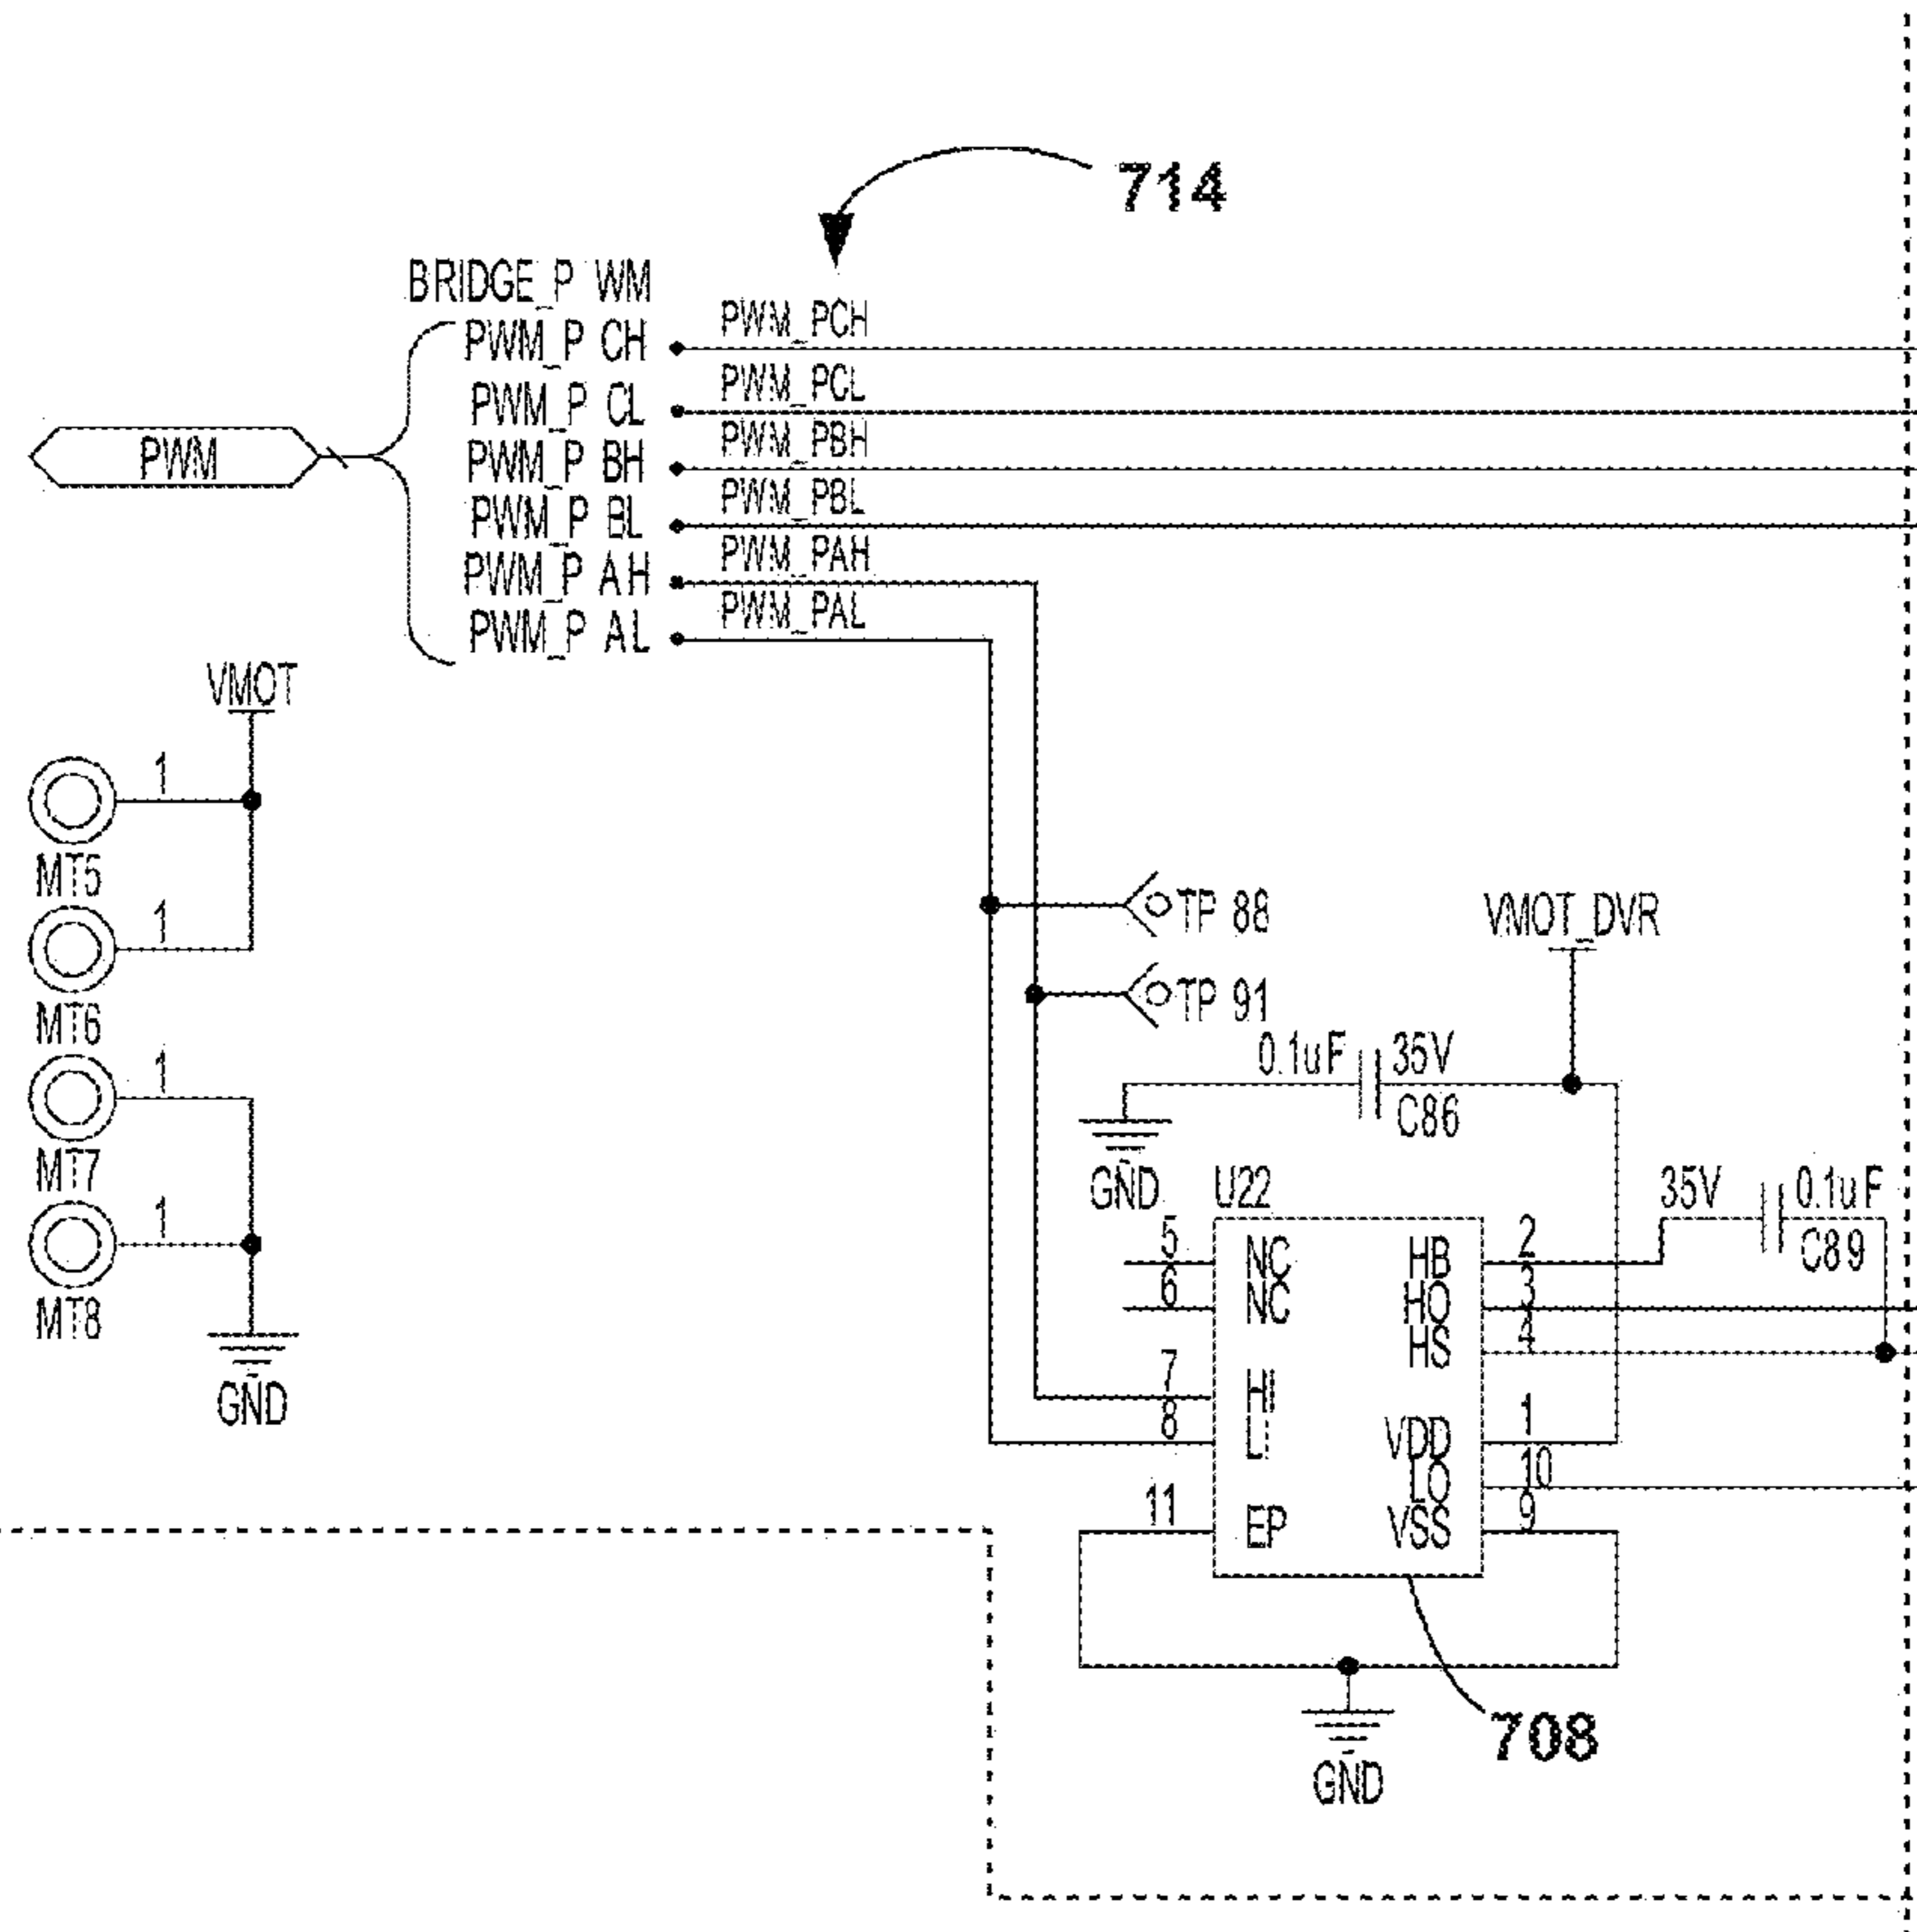 714
BRIDGE_P WM
PWM_P CH PWM_PCH
PWM_P CL PWM_PCL
PWM_P BH PWM_PBH
PWM_P BL PWM_PBL
PWM_P AH PWM_PAH
PWM_P AL PWM_PAL
PWM
VMOT
1
MT5
1
MT6
1
MT7
1
MT8
GND
TP 88
TP 91
VMOT_DVR
0.1uF 35V
C86
GND
U22
35V 0.1uF
C89
5 NC HB 2
6 NC HO 3
HS 4
7 HI
8 LI VDD 1
LO 10
11 EP VSS 9
708
GND